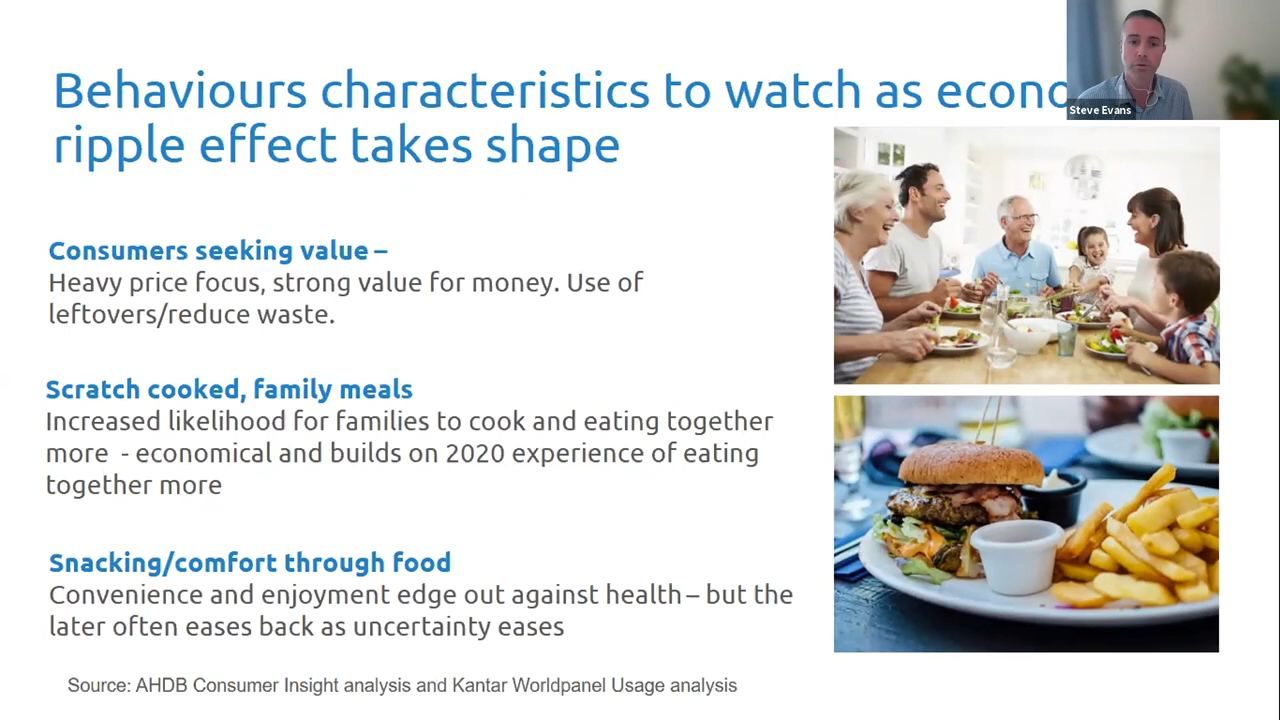 Behaviours characteristics to watch as econo
ripple effect takes shape
Steve Evans
Consumers seeking value –
Heavy price focus, strong value for money. Use of
leftovers/reduce waste.
Scratch cooked, family meals
Increased likelihood for families to cook and eating together
more - economical and builds on 2020 experience of eating
together more
Snacking/comfort through food
Convenience and enjoyment edge out against health – but the
later often eases back as uncertainty eases
Source: AHDB Consumer Insight analysis and Kantar Worldpanel Usage analysis